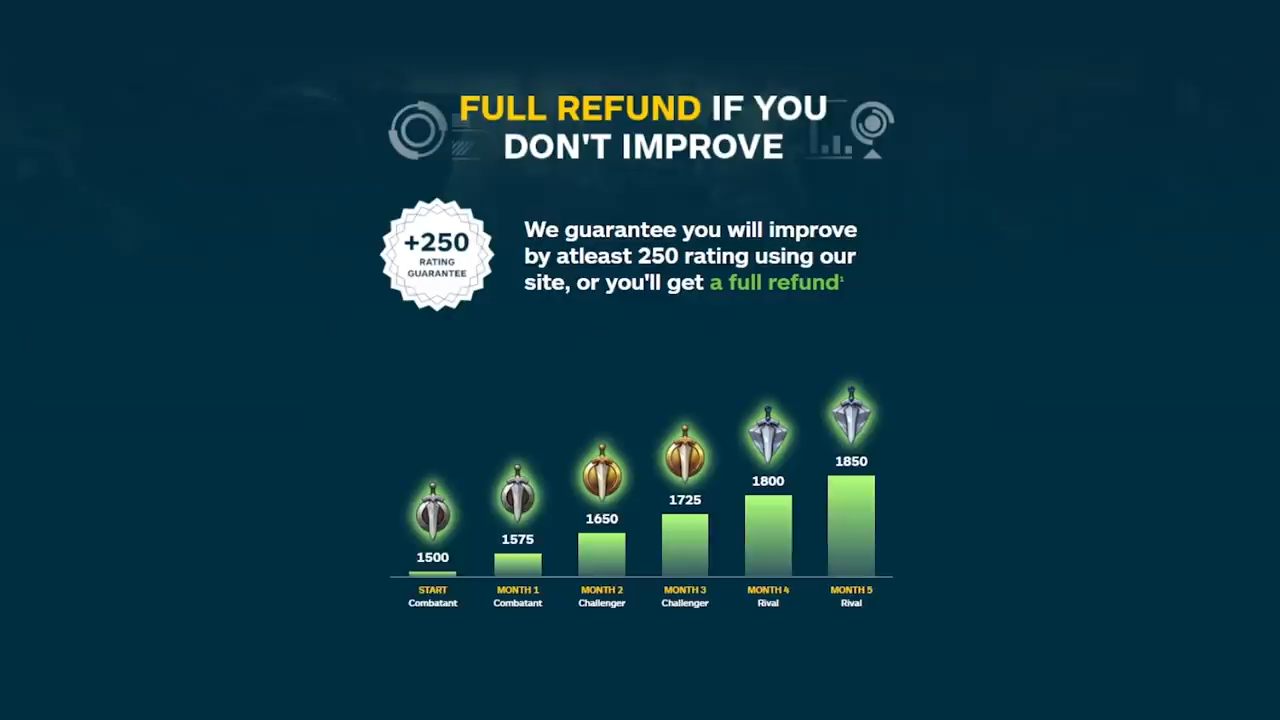 FULL REFUND IF YOU
DON'T IMPROVE
+250
RATING
GUARANTEE
We guarantee you will improve
by atleast 250 rating using our
site, or you'll get a full refund¹
1500
1575
1650
1725
1800
1850
START
Combatant
MONTH 1
Combatant
MONTH 2
Challenger
MONTH 3
Challenger
MONTH 4
Rival
MONTH 5
Rival